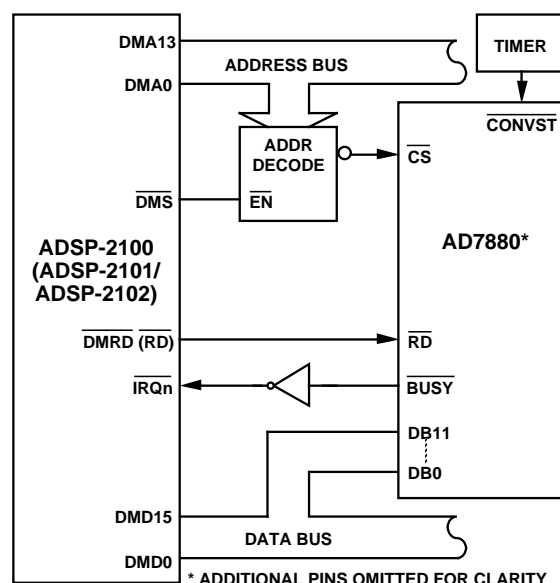 DMA13
ADDRESS BUS
TIMER
DMA0
CONVST
ADDR
DECODE
CS
DMS
EN
ADSP-2100
(ADSP-2101/
ADSP-2102)
AD7880*
DMRD (RD)
RD
IRQn
BUSY
DB11
DB0
DMD15
DATA BUS
DMD0
* ADDITIONAL PINS OMITTED FOR CLARITY